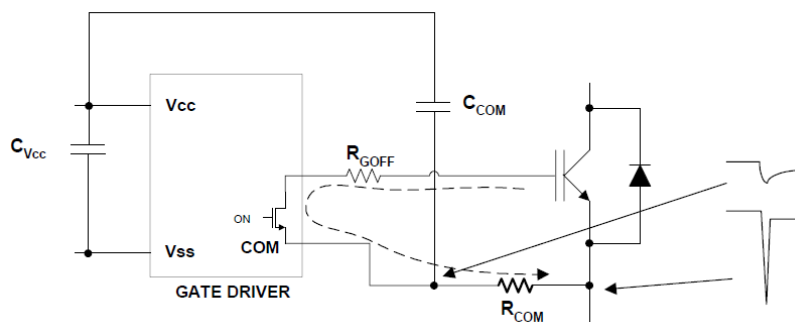 Vcc
C_COM
C_Vcc
R_GOFF
ON
COM
Vss
GATE DRIVER
R_COM